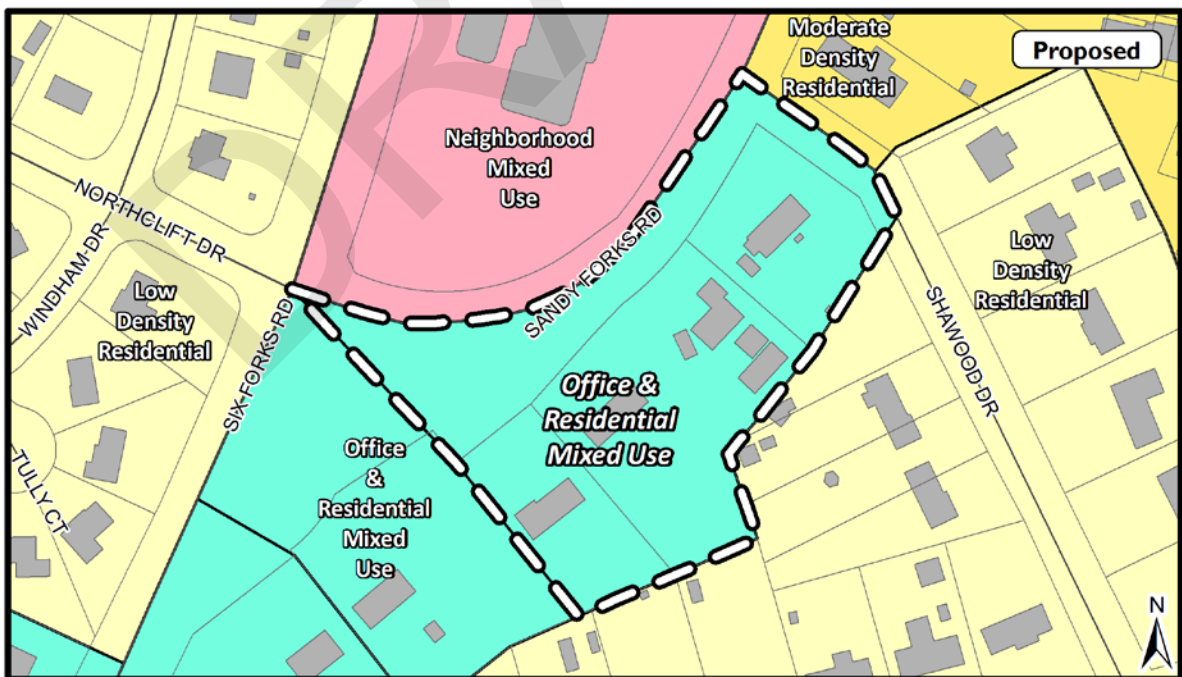 Moderate
Density
Residential
Proposed
Neighborhood
Mixed
Use
NORTHCLIFT DR
WINDHAM DR
Low
Density
Residential
SIX FORKS RD
SANDY FORKS RD
Low
Density
Residential
SHAWOOD DR
Office &
Residential
Mixed Use
Office
&
Residential
Mixed
Use
TULLY CT
N